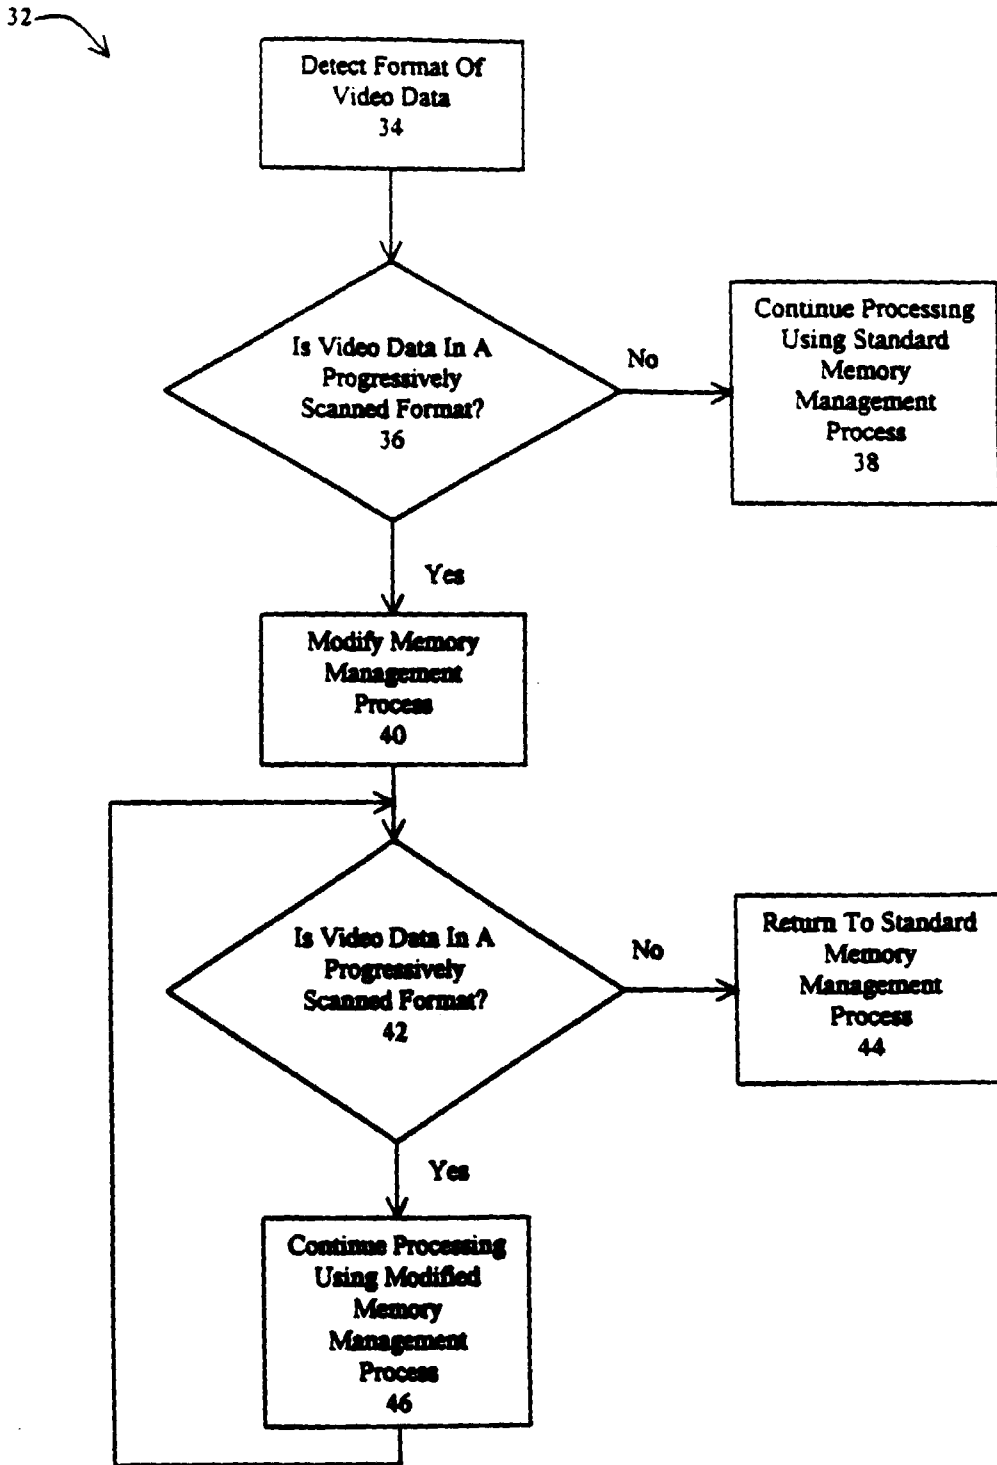 32
Detect Format Of
Video Data
34
Is Video Data In A
Progressively
Scanned Format?
36
No
Continue Processing
Using Standard
Memory
Management
Process
38
Yes
Modify Memory
Management
Process
40
Is Video Data In A
Progressively
Scanned Format?
42
No
Return To Standard
Memory
Management
Process
44
Yes
Continue Processing
Using Modified
Memory
Management
Process
46